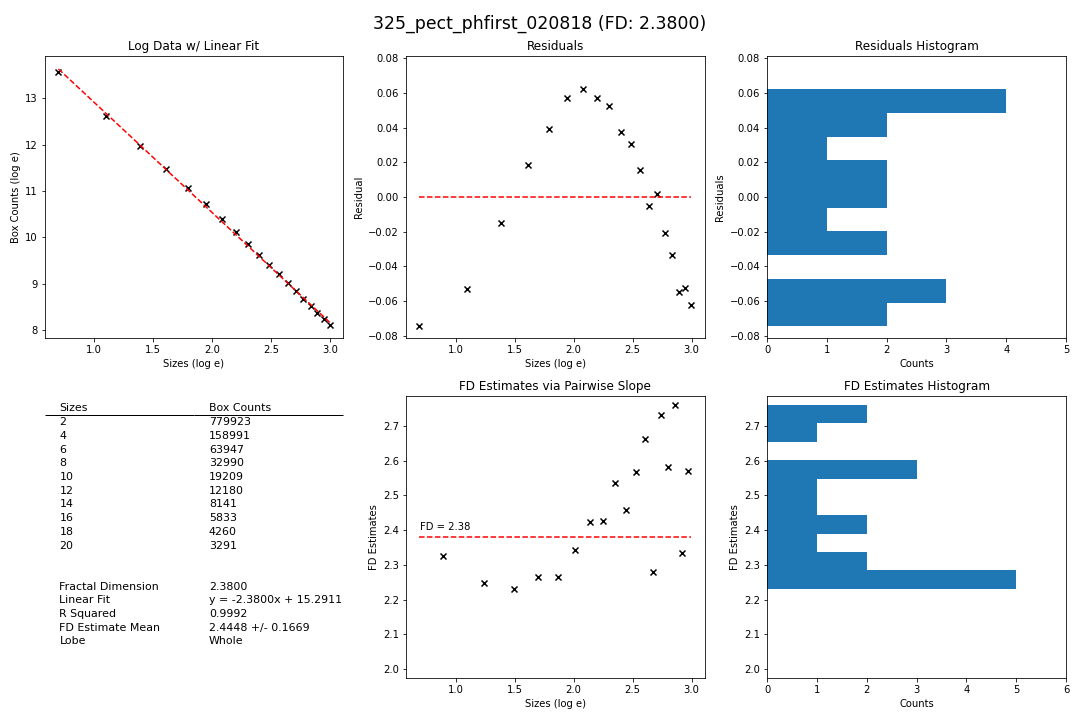 325_pect_phfirst_020818 (FD: 2.3800)
Log Data w/ Linear Fit
Box Counts (log e)
13
12
11
10
9
8
1.0 1.5 2.0 2.5 3.0
Sizes (log e)
Residuals
Residual
0.08
0.06
0.04
0.02
0.00
−0.02
−0.04
−0.06
−0.08
1.0 1.5 2.0 2.5 3.0
Sizes (log e)
Residuals Histogram
Residuals
0.08
0.06
0.04
0.02
0.00
−0.02
−0.04
−0.06
−0.08
0 1 2 3 4 5
Counts
Sizes Box Counts
2 779923
4 158991
6 63947
8 32990
10 19209
12 12180
14 8141
16 5833
18 4260
20 3291
Fractal Dimension 2.3800
Linear Fit y = -2.3800x + 15.2911
R Squared 0.9992
FD Estimate Mean 2.4448 +/- 0.1669
Lobe Whole
FD Estimates via Pairwise Slope
FD Estimates
2.7
2.6
2.5
2.4
2.3
2.2
2.1
2.0
FD = 2.38
1.0 1.5 2.0 2.5 3.0
Sizes (log e)
FD Estimates Histogram
FD Estimates
2.7
2.6
2.5
2.4
2.3
2.2
2.1
2.0
0 1 2 3 4 5 6
Counts